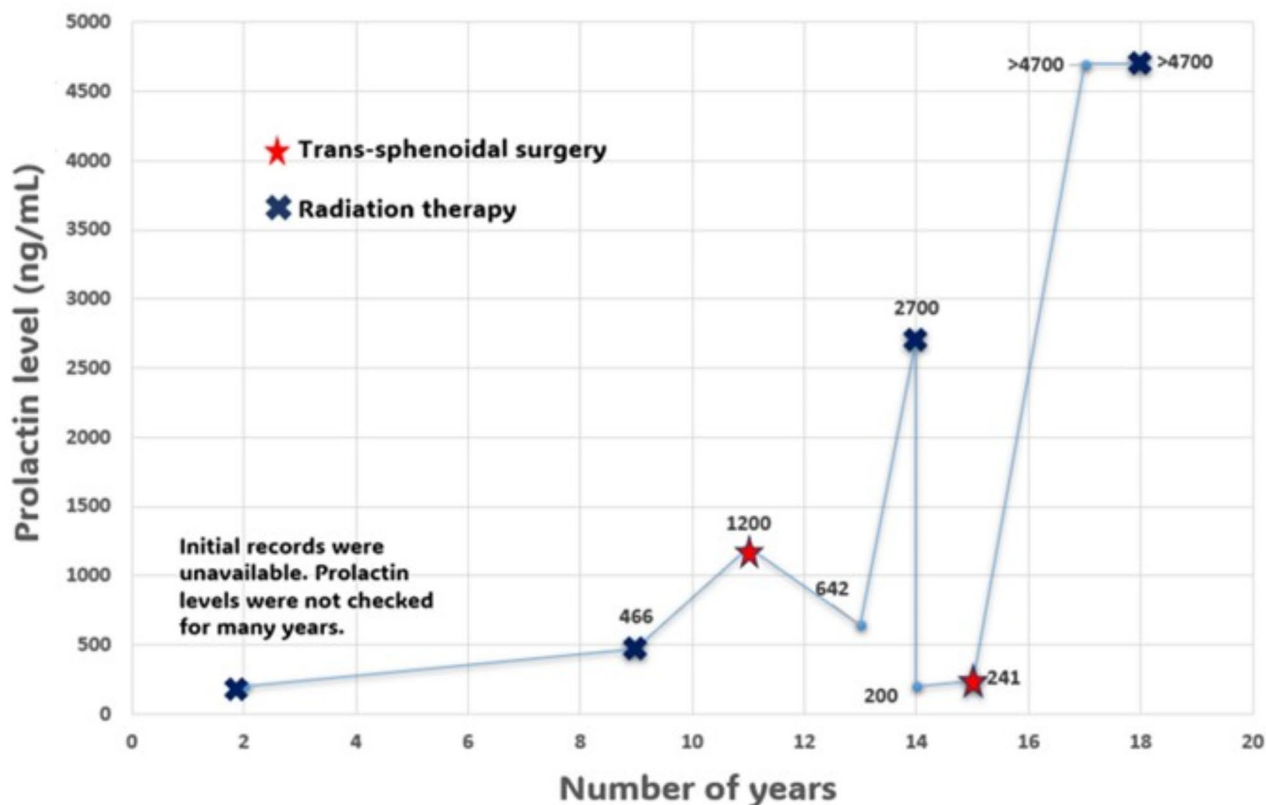 5000
4500
4000
3500
3000
2500
2000
1500
1000
500
0
Prolactin level (ng/mL)
Trans-sphenoidal surgery
Radiation therapy
Initial records were
unavailable. Prolactin
levels were not checked
for many years.
466
1200
642
2700
200
241
>4700
>4700
0 2 4 6 8 10 12 14 16 18 20
Number of years